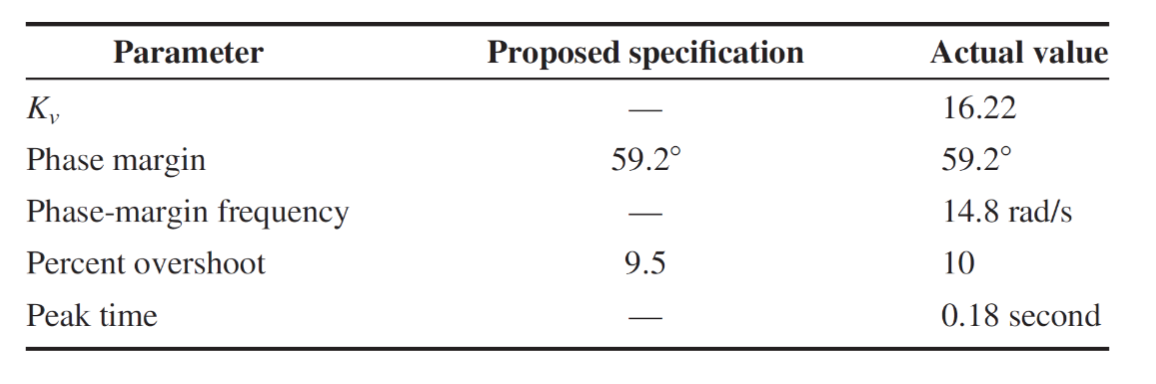 Parameter Proposed specification Actual value
Kv — 16.22
Phase margin 59.2° 59.2°
Phase-margin frequency — 14.8 rad/s
Percent overshoot 9.5 10
Peak time — 0.18 second